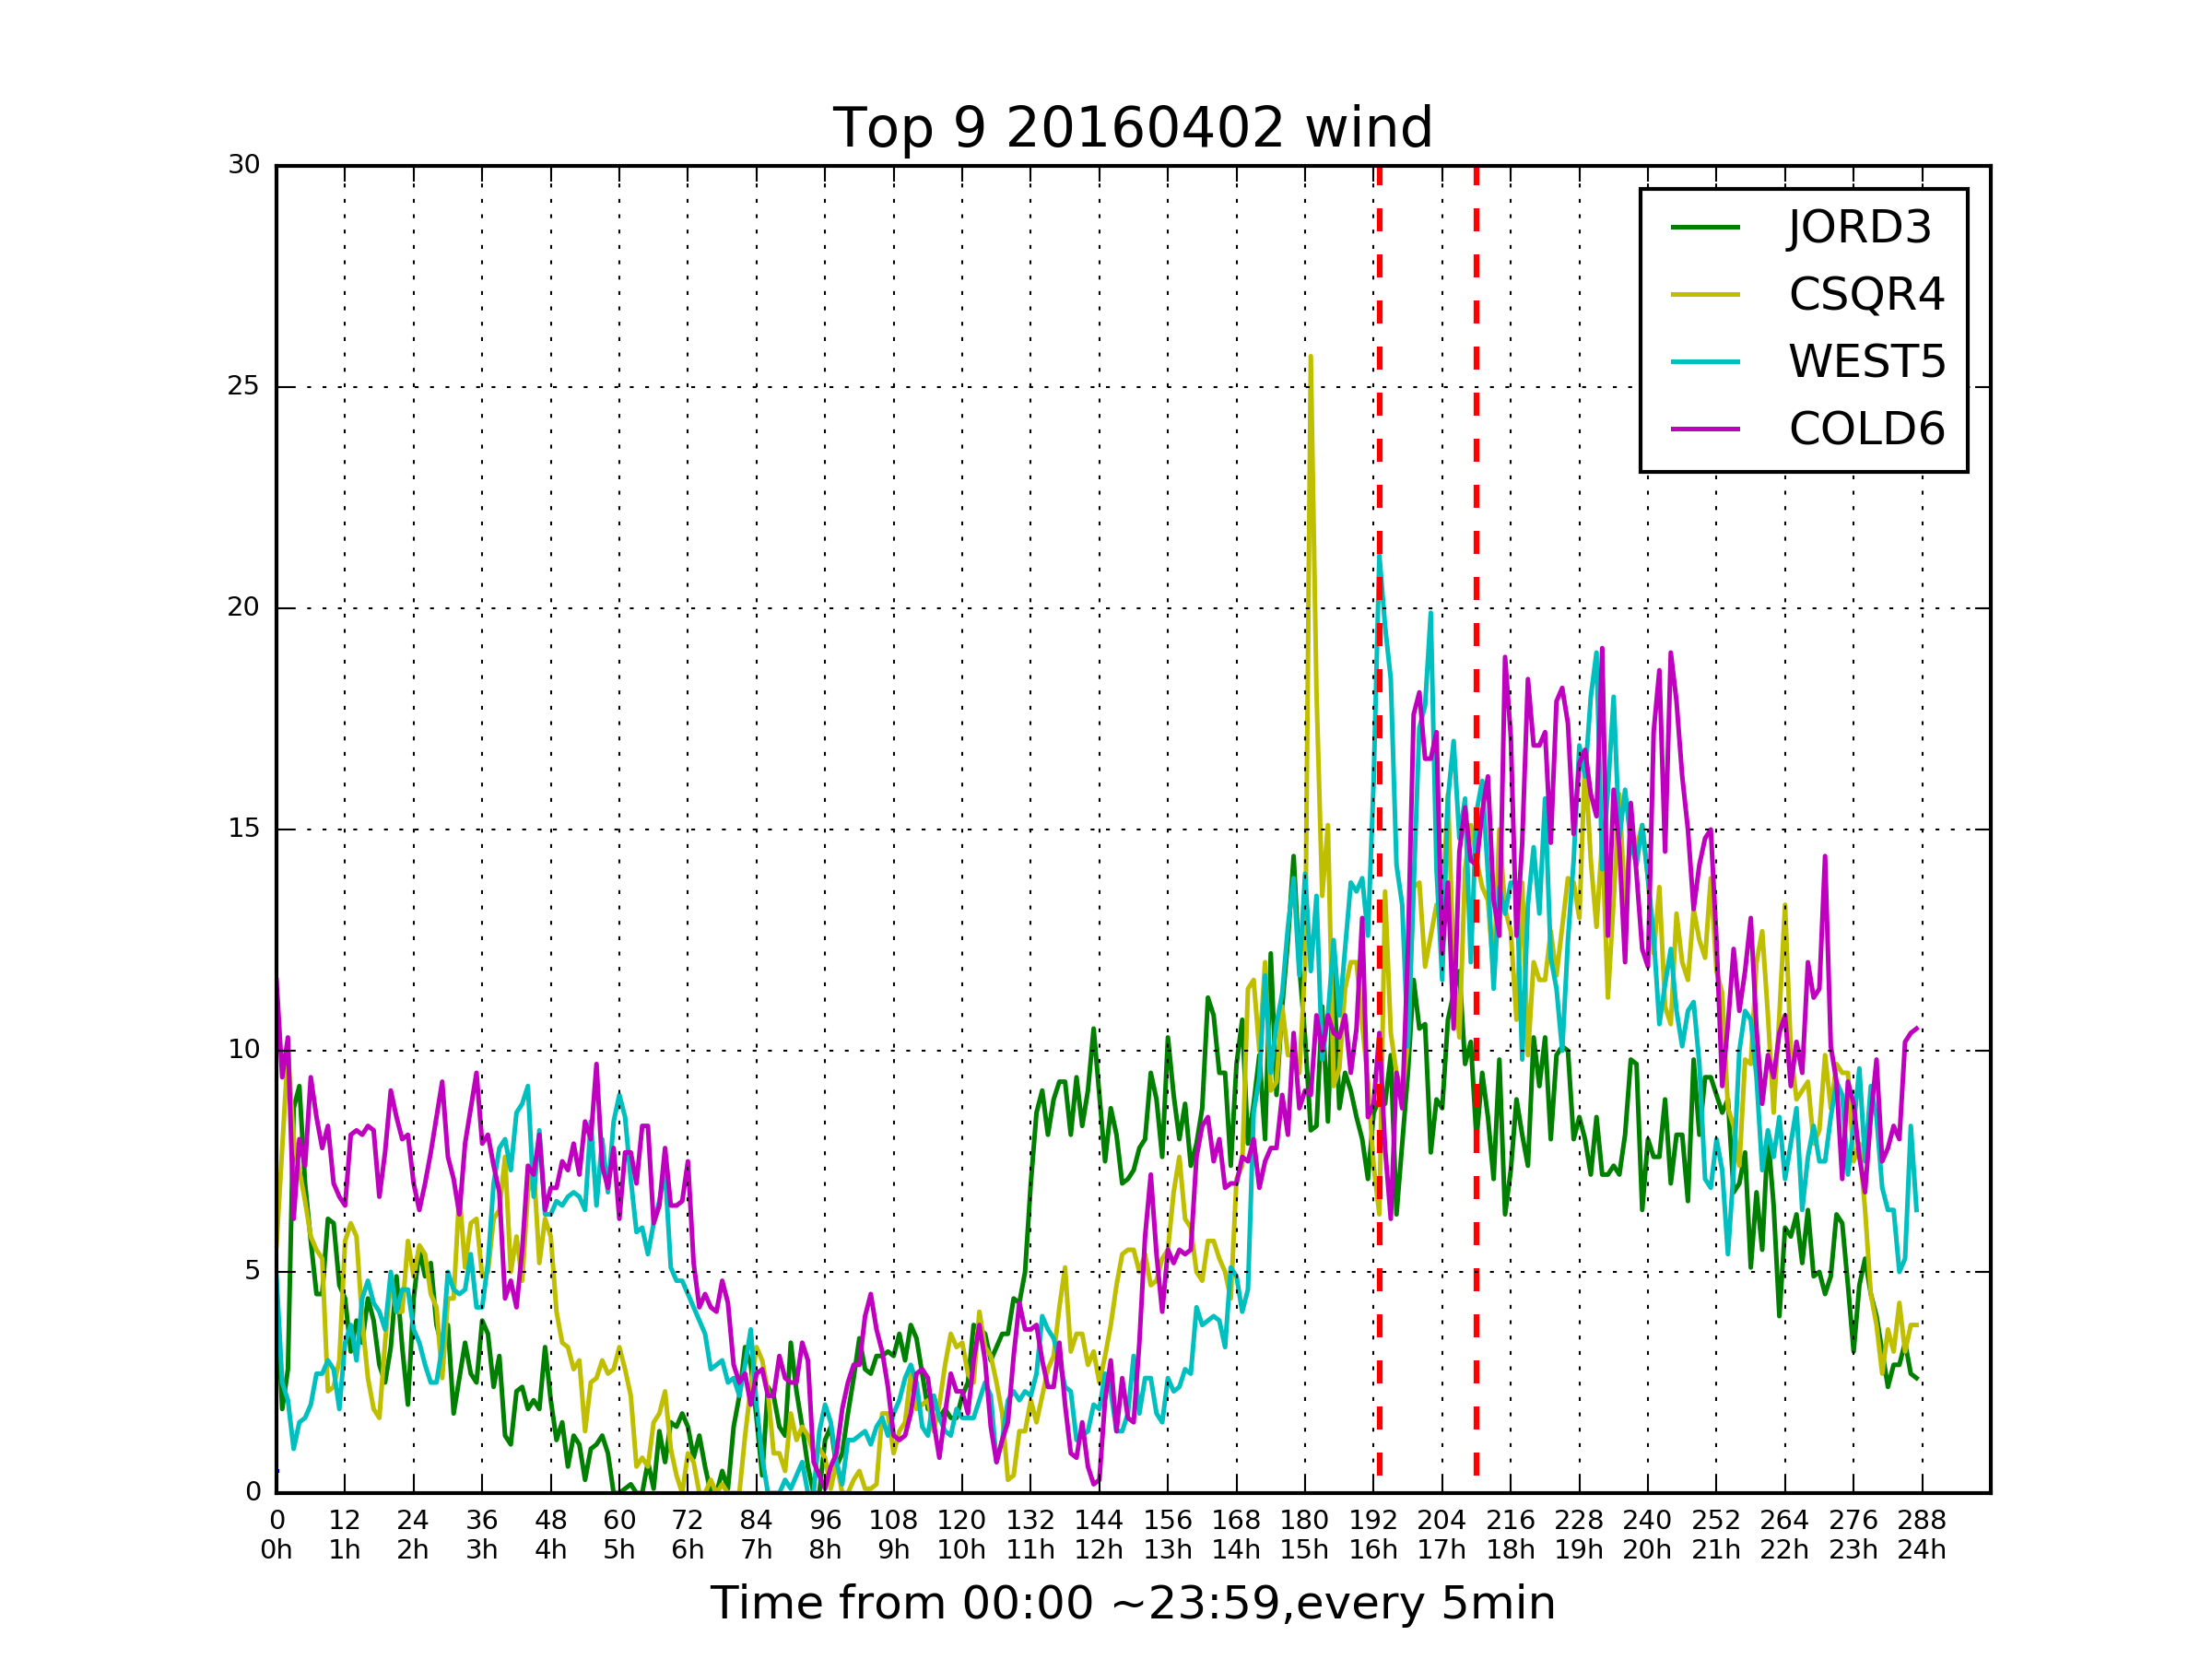 Top 9 20160402 wind
30
25
20
15
10
5
0
JORD3
CSQR4
WEST5
COLD6
0 12 24 36 48 60 72 84 96 108 120 132 144 156 168 180 192 204 216 228 240 252 264 276 288
0h 1h 2h 3h 4h 5h 6h 7h 8h 9h 10h 11h 12h 13h 14h 15h 16h 17h 18h 19h 20h 21h 22h 23h 24h
Time from 00:00 ~23:59,every 5min